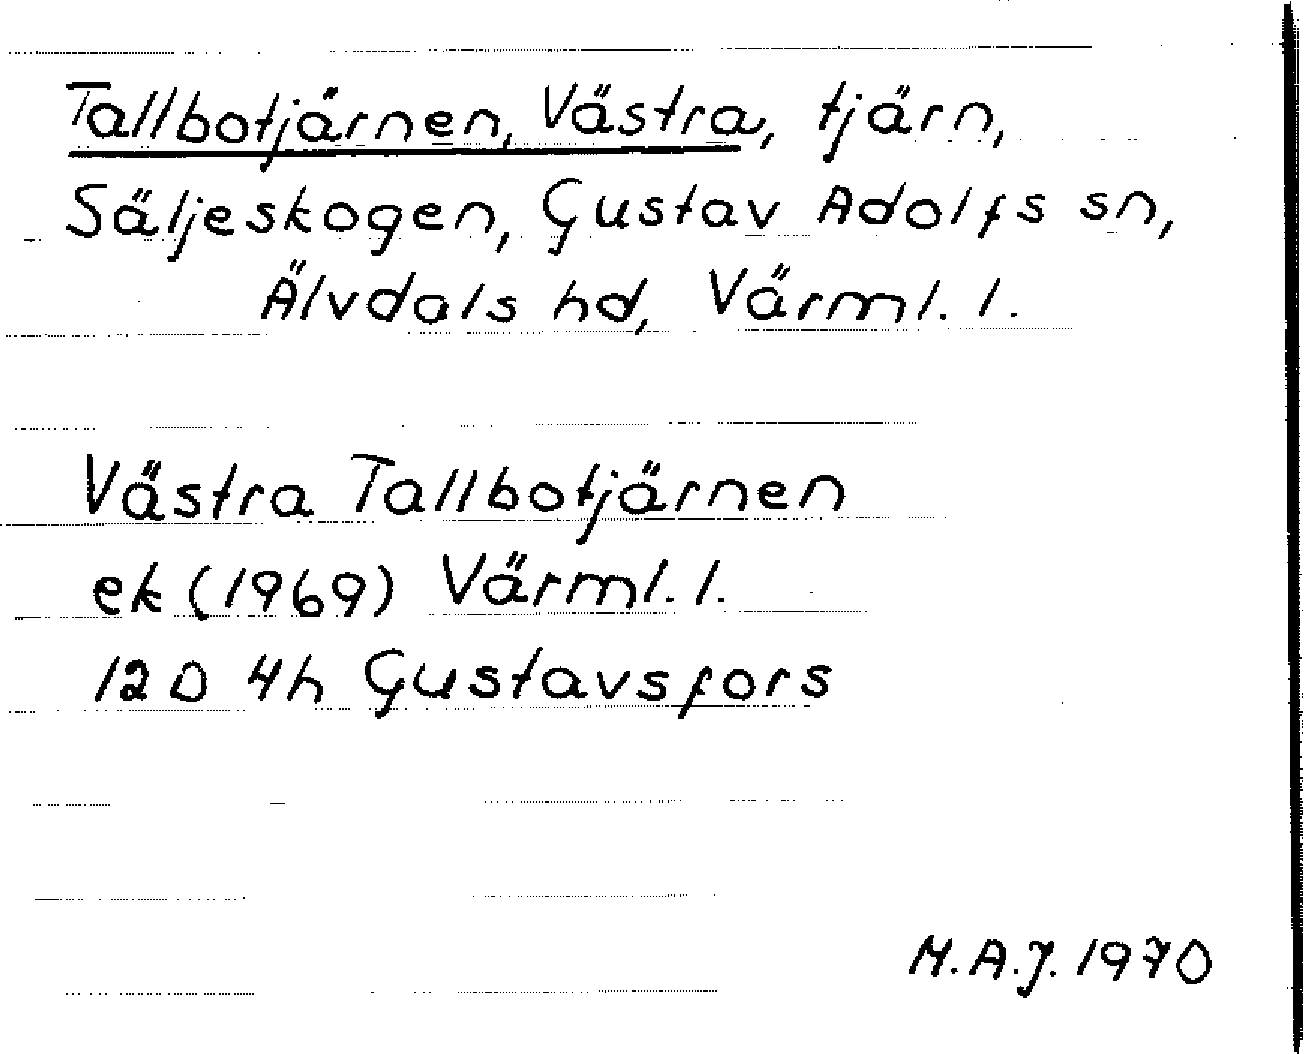 Tallbotjärnen, Västra, tjärn,
Säljeskogen, Gustav Adolfs sn,
Älvdals hd, Värml. l.
Västra Tallbotjärnen
ek (1969) Värml. l.
12 D 4h Gustavsfors
M.A.J. 1970